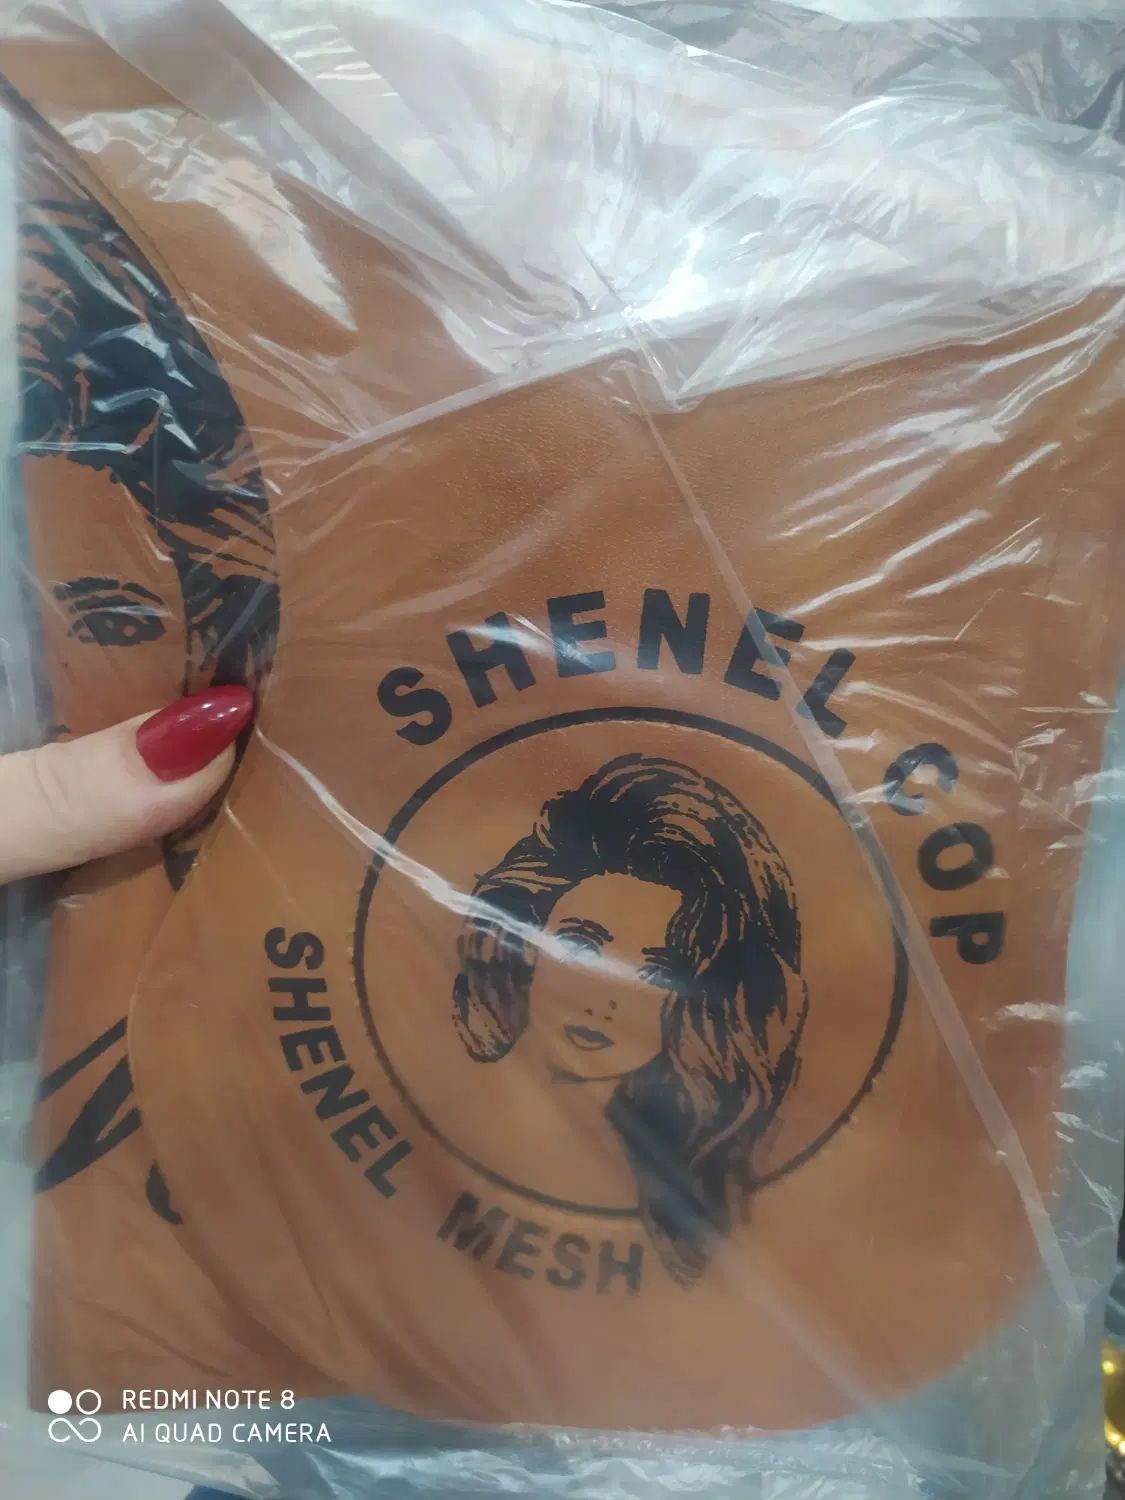 SHENEL COP
SHENEL MESH
REDMI NOTE 8
AI QUAD CAMERA